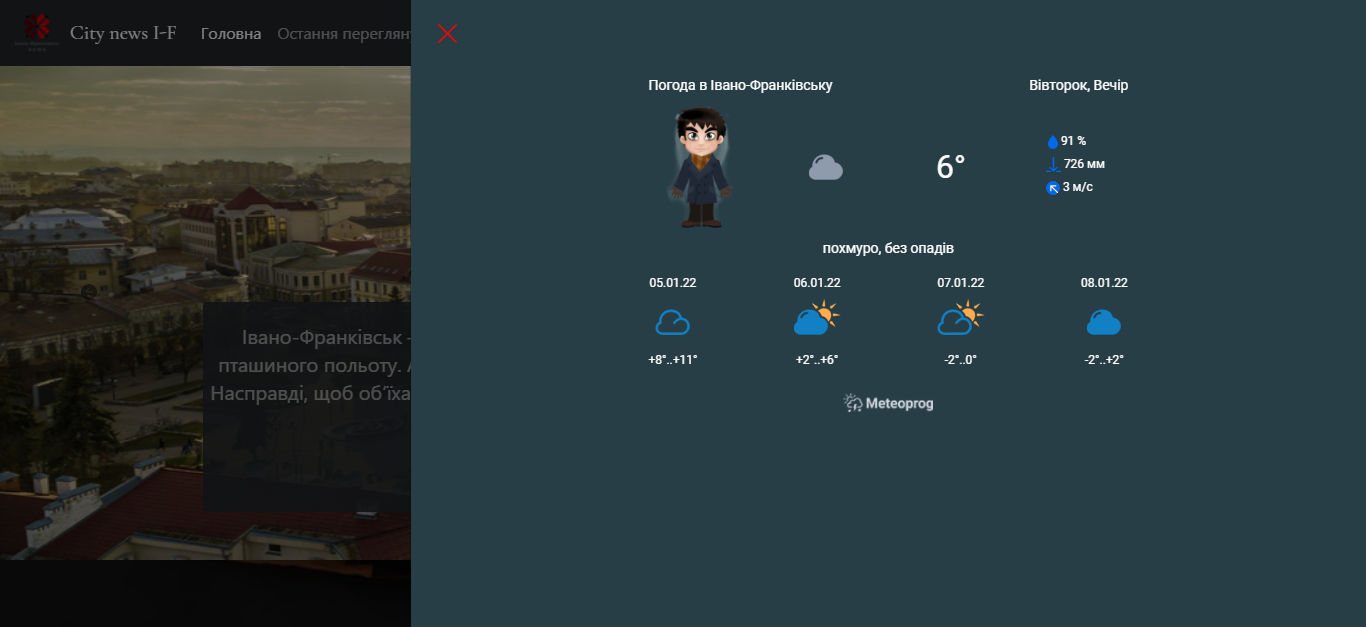 City news I-F
Головна
Остання перегляну
Івано-Франківськ -
пташиного польоту.
Насправді, щоб об'їха
Погода в Івано-Франківську
Вівторок, Вечір
6°
91 %
726 мм
3 м/с
похмуро, без опадів
05.01.22 06.01.22 07.01.22 08.01.22
+8°..+11° +2°..+6° -2°..0° -2°..+2°
Meteoprog